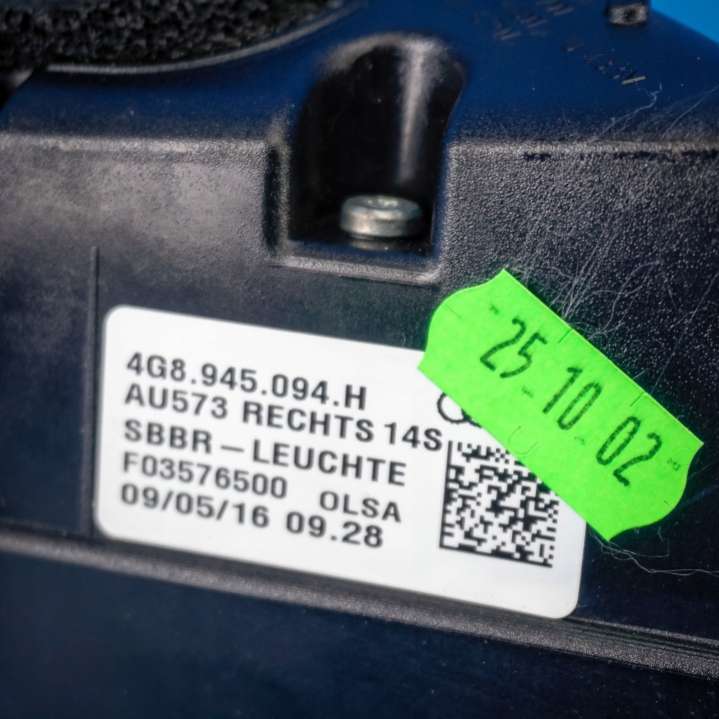 4G8.945.094.H
AU573 RECHTS 14S
SBBR – LEUCHTE
F03576500 OLSA
09/05/16 09.28
25 10 02